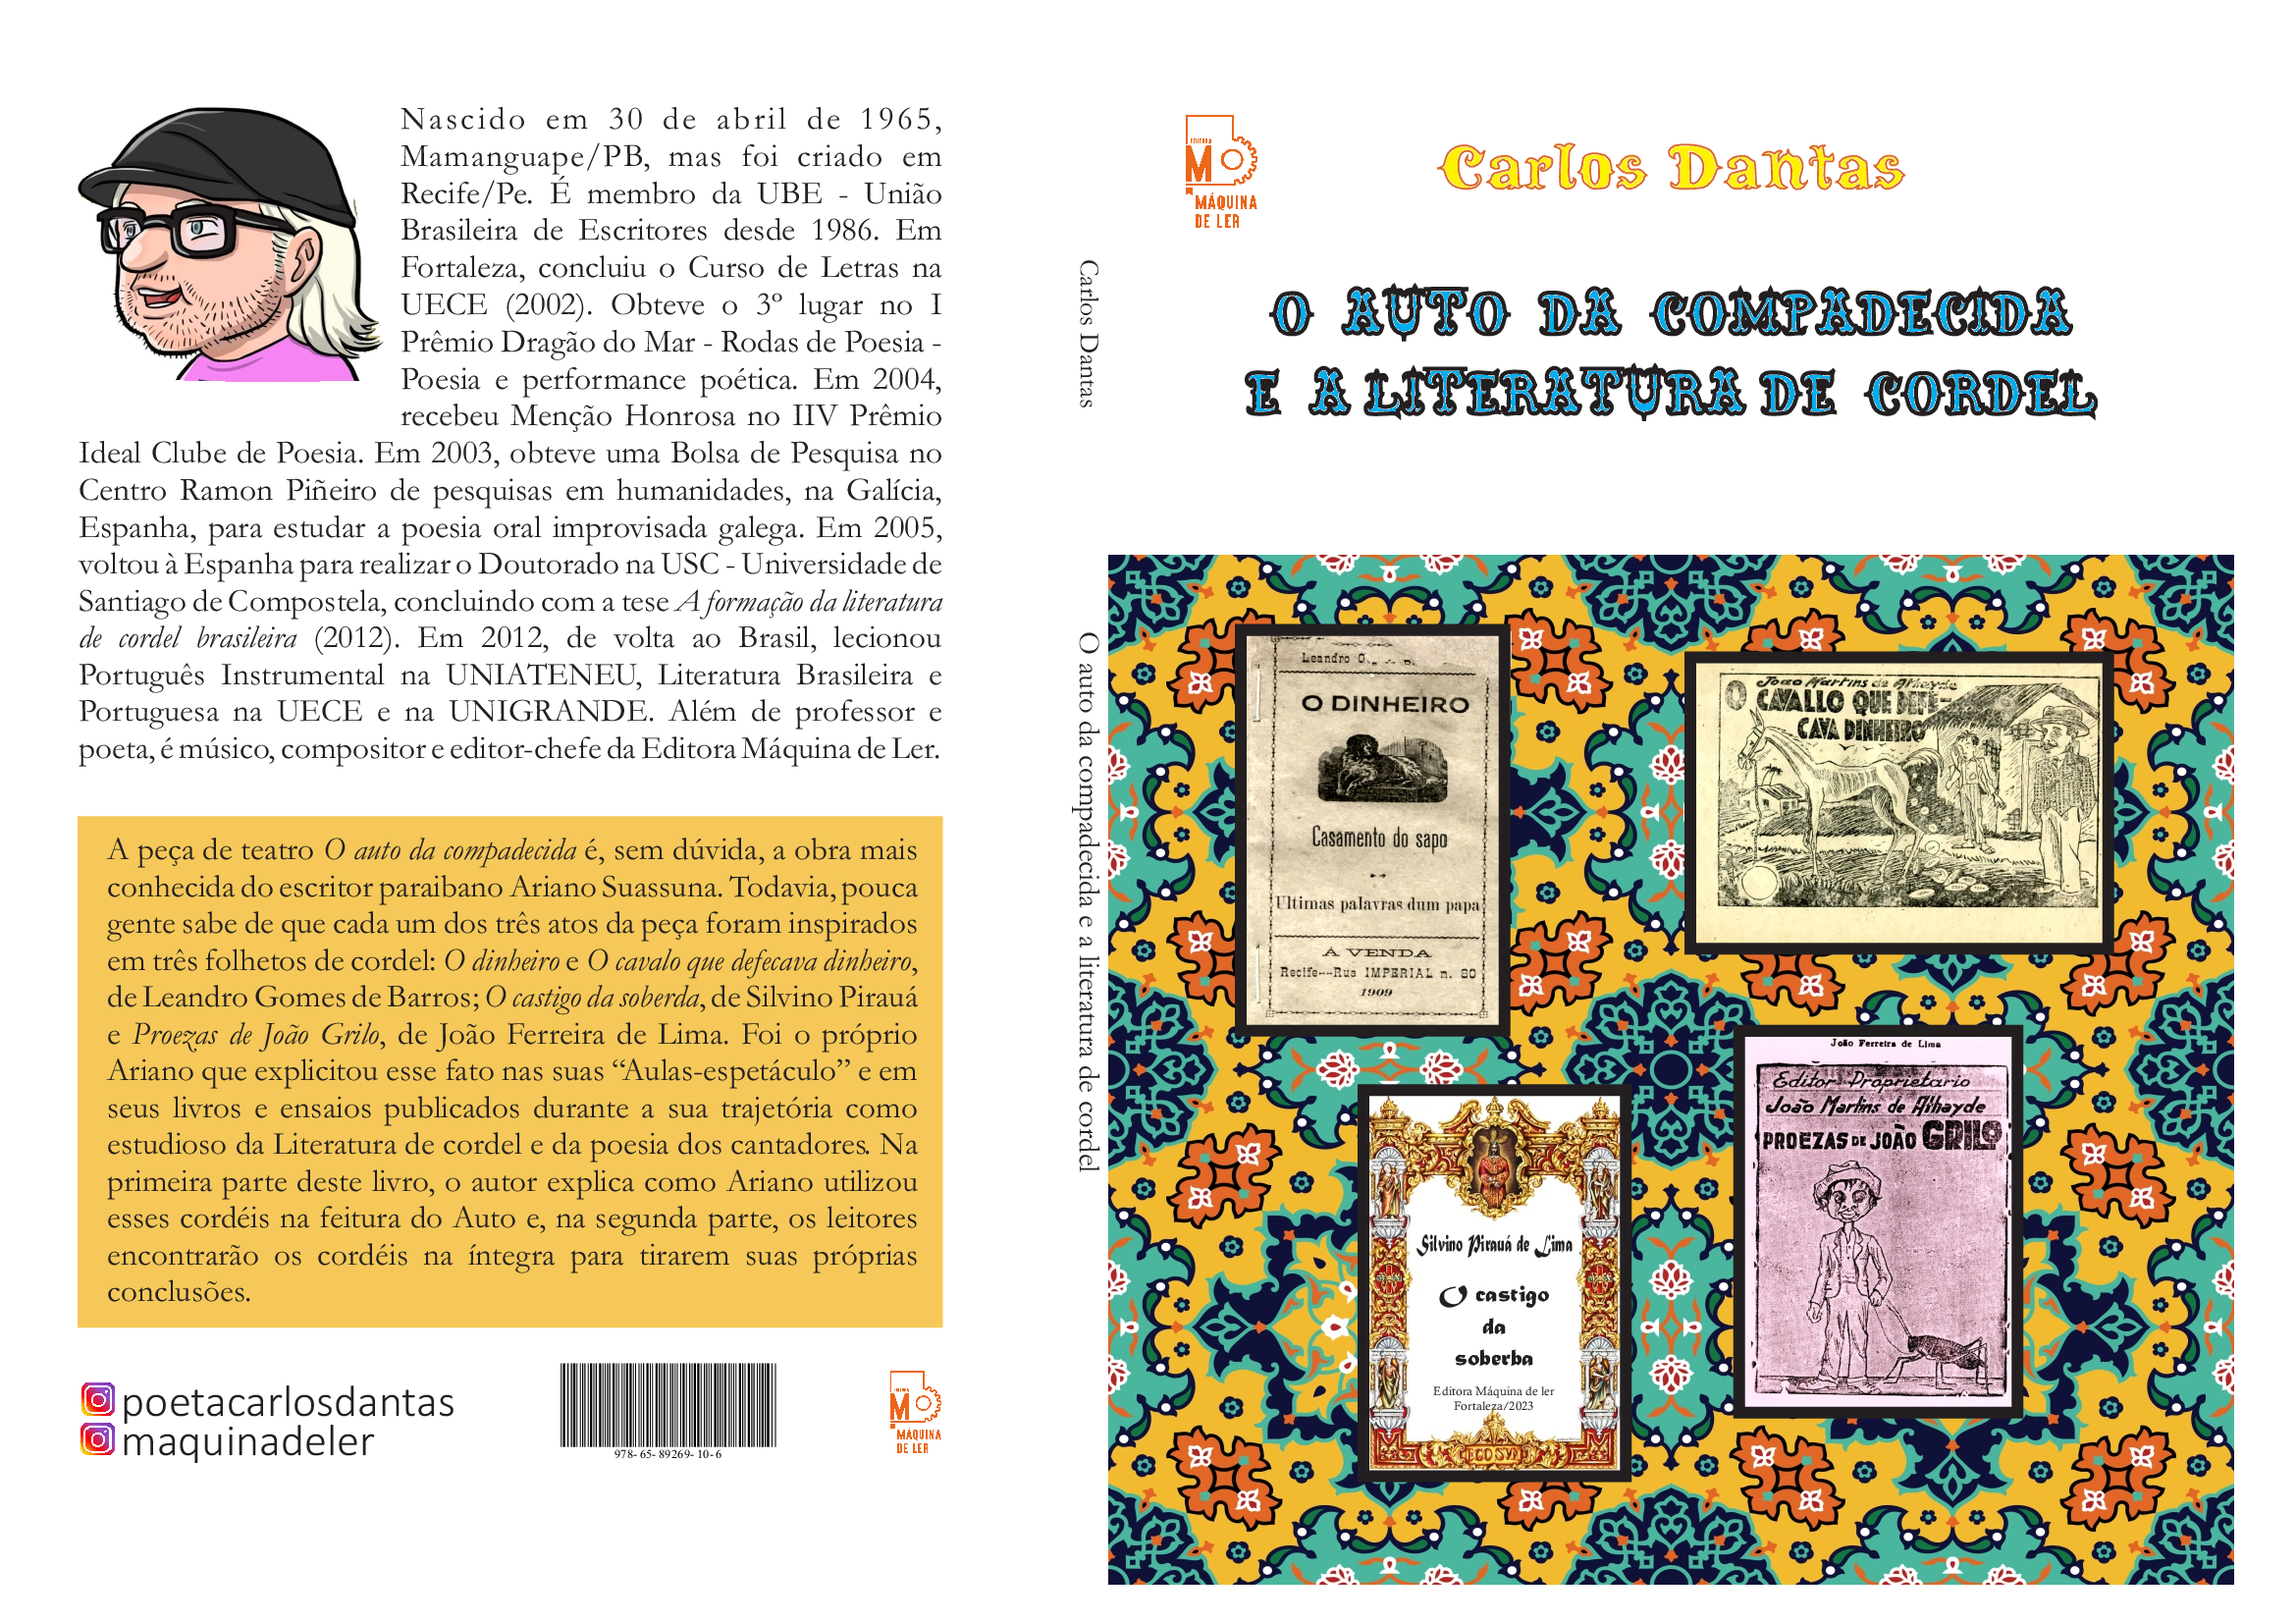 Nascido em 30 de abril de 1965,
Mamanguape/PB, mas foi criado em
Recife/Pe. É membro da UBE - União
Brasileira de Escritores desde 1986. Em
Fortaleza, concluiu o Curso de Letras na
UECE (2002). Obteve o 3º lugar no I
Prêmio Dragão do Mar - Rodas de Poesia -
Poesia e performance poética. Em 2004,
recebeu Menção Honrosa no IIV Prêmio
Ideal Clube de Poesia. Em 2003, obteve uma Bolsa de Pesquisa no
Centro Ramon Piñeiro de pesquisas em humanidades, na Galícia,
Espanha, para estudar a poesia oral improvisada galega. Em 2005,
voltou à Espanha para realizar o Doutorado na USC - Universidade de
Santiago de Compostela, concluindo com a tese A formação da literatura
de cordel brasileira (2012). Em 2012, de volta ao Brasil, lecionou
Português Instrumental na UNIATENEU, Literatura Brasileira e
Portuguesa na UECE e na UNIGRANDE. Além de professor e
poeta, é músico, compositor e editor-chefe da Editora Máquina de Ler.
A peça de teatro O auto da compadecida é, sem dúvida, a obra mais
conhecida do escritor paraibano Ariano Suassuna. Todavia, pouca
gente sabe de que cada um dos três atos da peça foram inspirados
em três folhetos de cordel: O dinheiro e O cavalo que defecava dinheiro,
de Leandro Gomes de Barros; O castigo da soberda, de Silvino Pirauá
e Proezas de João Grilo, de João Ferreira de Lima. Foi o próprio
Ariano que explicitou esse fato nas suas “Aulas-espetáculo” e em
seus livros e ensaios publicados durante a sua trajetória como
estudioso da Literatura de cordel e da poesia dos cantadores. Na
primeira parte deste livro, o autor explica como Ariano utilizou
esses cordéis na feitura do Auto e, na segunda parte, os leitores
encontrarão os cordéis na íntegra para tirarem suas próprias
conclusões.
poetacarlosdantas
maquinadeler
978- 65- 89269- 10- 6
EDITORA
M
MÁQUINA
DE LER
Carlos Dantas
O auto da compadecida e a literatura de cordel
EDITORA
M
MÁQUINA
DE LER
Carlos Dantas
O AUTO DA COMPADECIDA
E A LITERATURA DE CORDEL
Leandro G
O DINHEIRO
Casamento do sapo
Ultimas palavras dum papa
A VENDA
Recife---Rua IMPERIAL n. 80
1909
João Martins de Athayde
O CAVALLO QUE DEFE-
CAVA DINHEIRO
Silvino Pirauá de Lima
O castigo
da
soberba
Editora Máquina de ler
Fortaleza/2023
EGO SVM
João Ferreira de Lima
Editor Proprietario
João Martins de Athayde
PROEZAS DE JOÃO GRILO